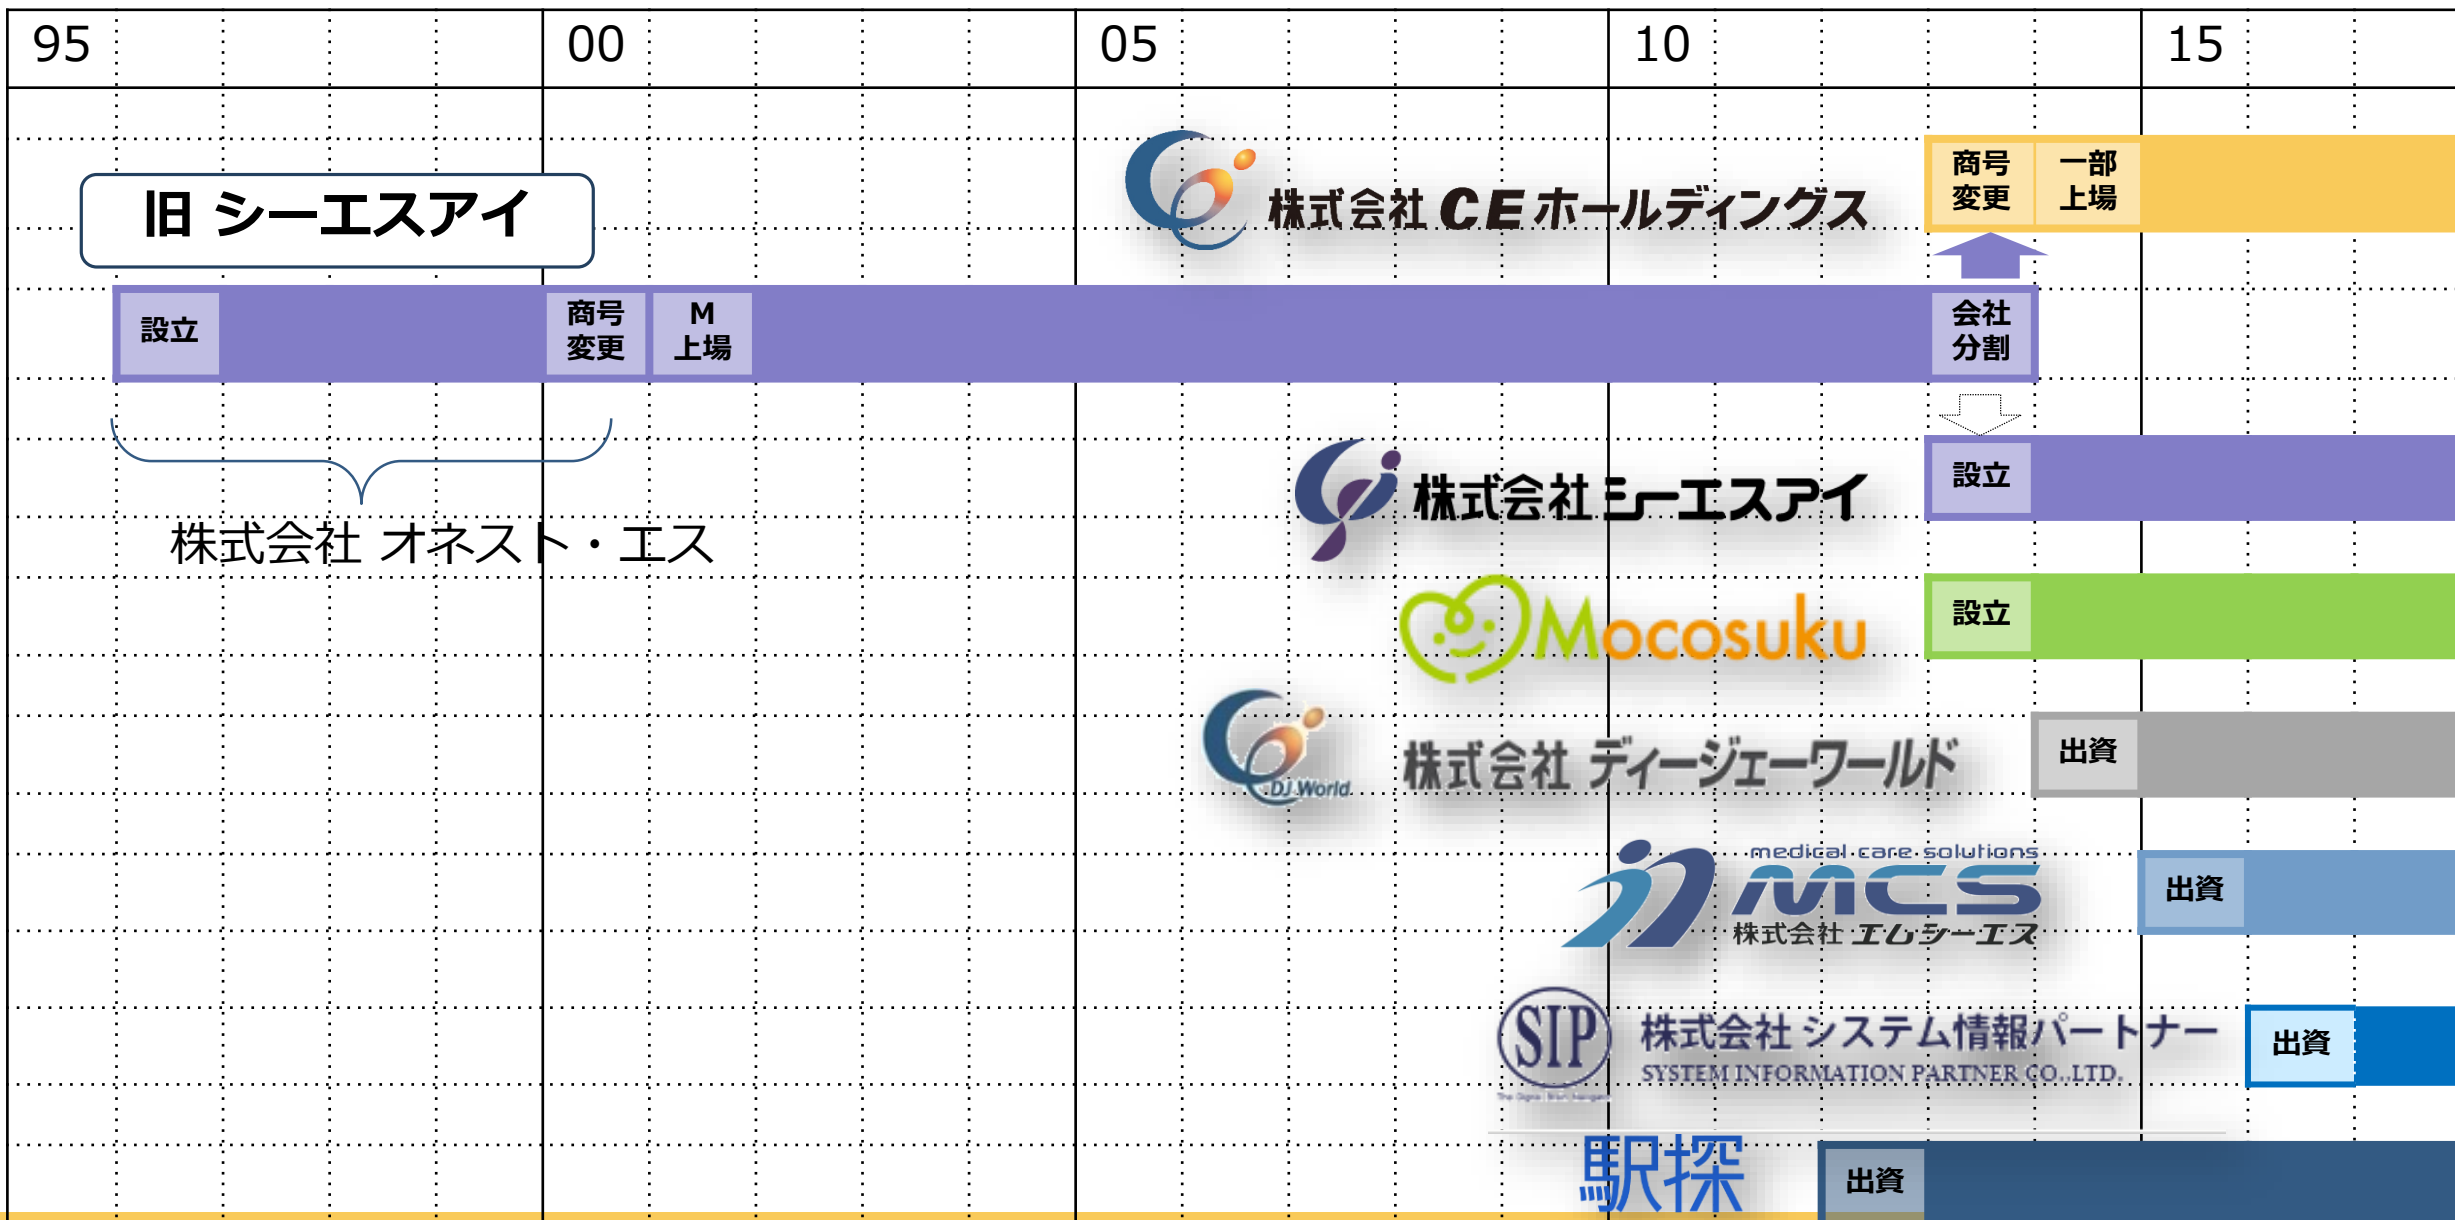 95 00 05 10 15
株式会社 CEホールディングス
商号
変更
一部
上場
旧 シーエスアイ
設立
商号
変更
M
上場
会社
分割
株式会社 シーエスアイ
設立
株式会社 オネスト・エス
Mocosuku
設立
DJ World
株式会社 ディージェーワールド
出資
medical care solutions
MCS
株式会社 エムシーエス
出資
SIP
株式会社 システム情報パートナー
SYSTEM INFORMATION PARTNER CO.,LTD.
出資
駅探
出資